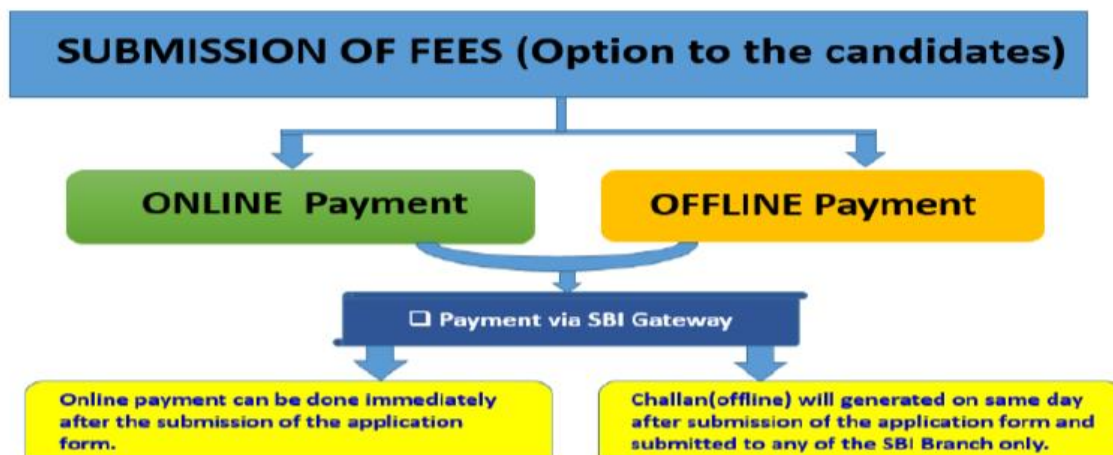 SUBMISSION OF FEES (Option to the candidates)
ONLINE Payment
OFFLINE Payment
❑ Payment via SBI Gateway
Online payment can be done immediately
after the submission of the application
form.
Challan(offline) will generated on same day
after submission of the application form and
submitted to any of the SBI Branch only.